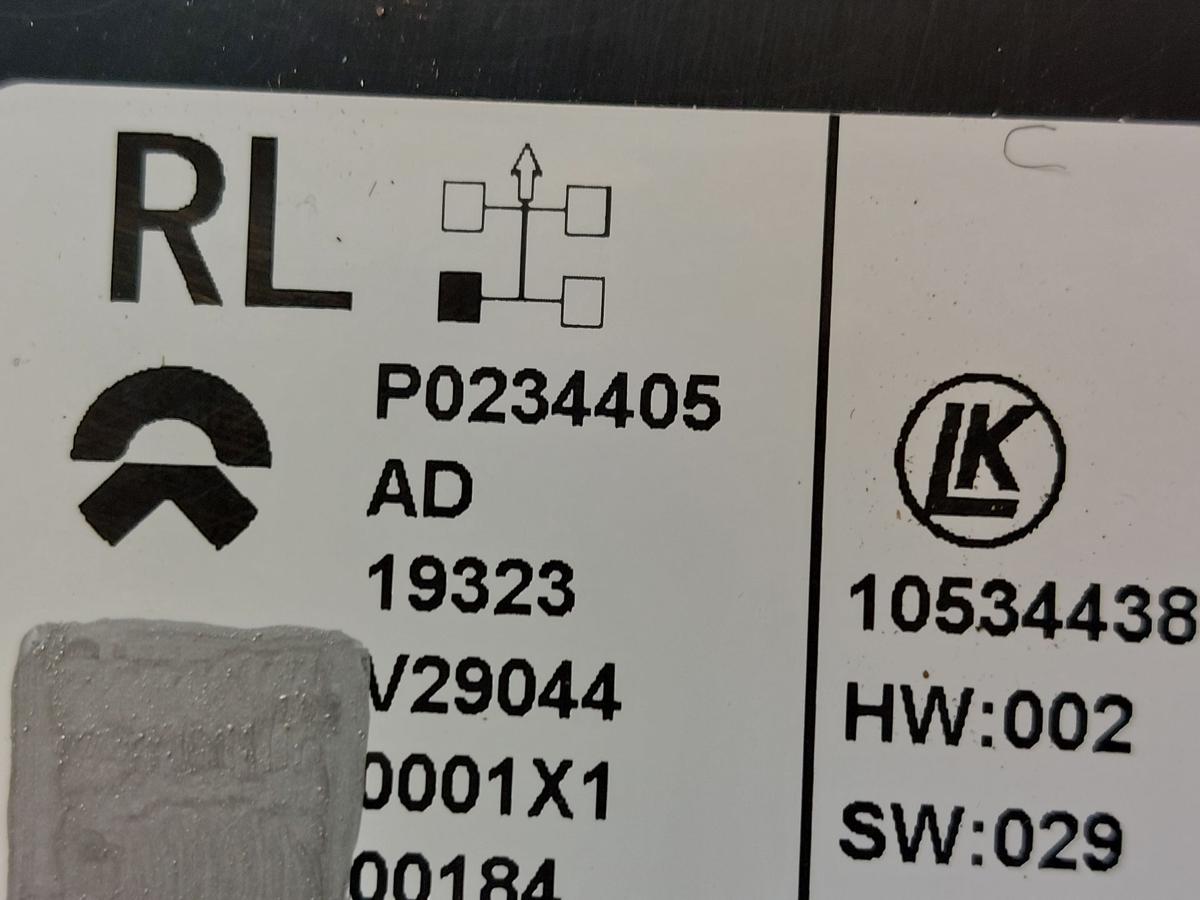 RL
P0234405
AD
19323
V29044
0001X1
00184
LK
10534438
HW:002
SW:029